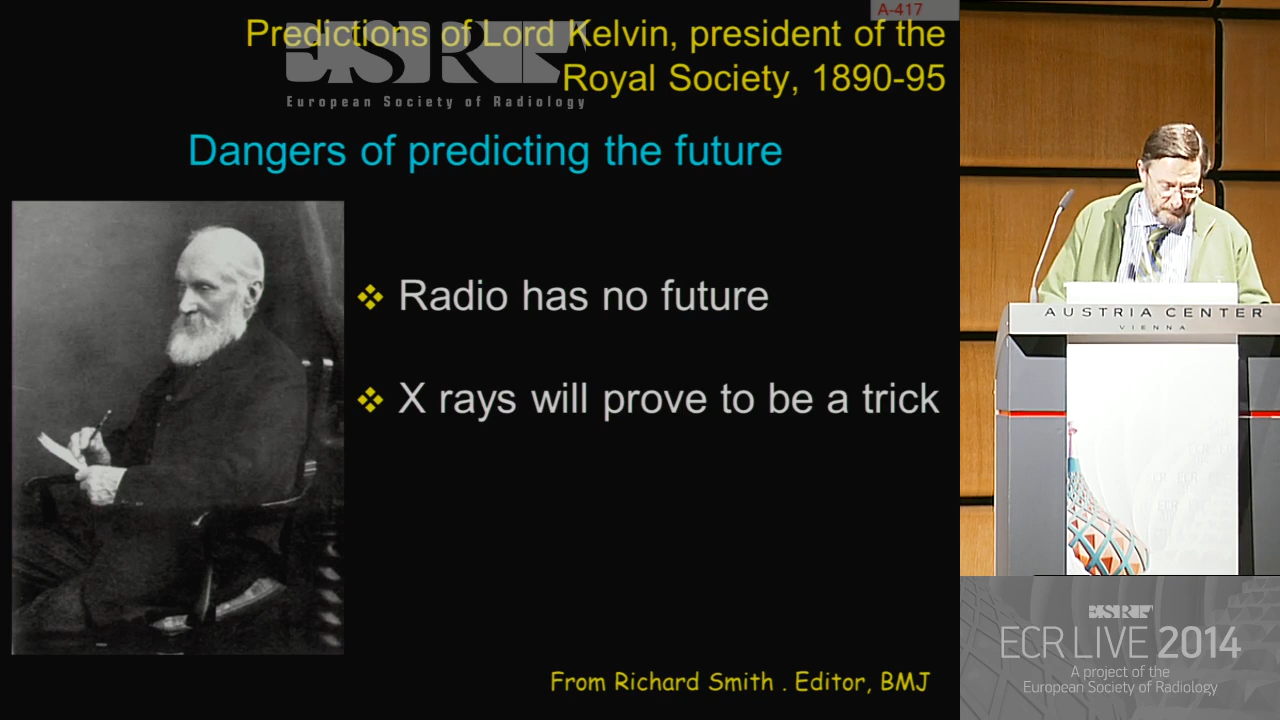 A-417
Predictions of Lord Kelvin, president of the
Royal Society, 1890-95
ESR
European Society of Radiology
Dangers of predicting the future
❖ Radio has no future
❖ X rays will prove to be a trick
From Richard Smith . Editor, BMJ
AUSTRIA CENTER
VIENNA
ESR
ECR LIVE 2014
A project of the
European Society of Radiology